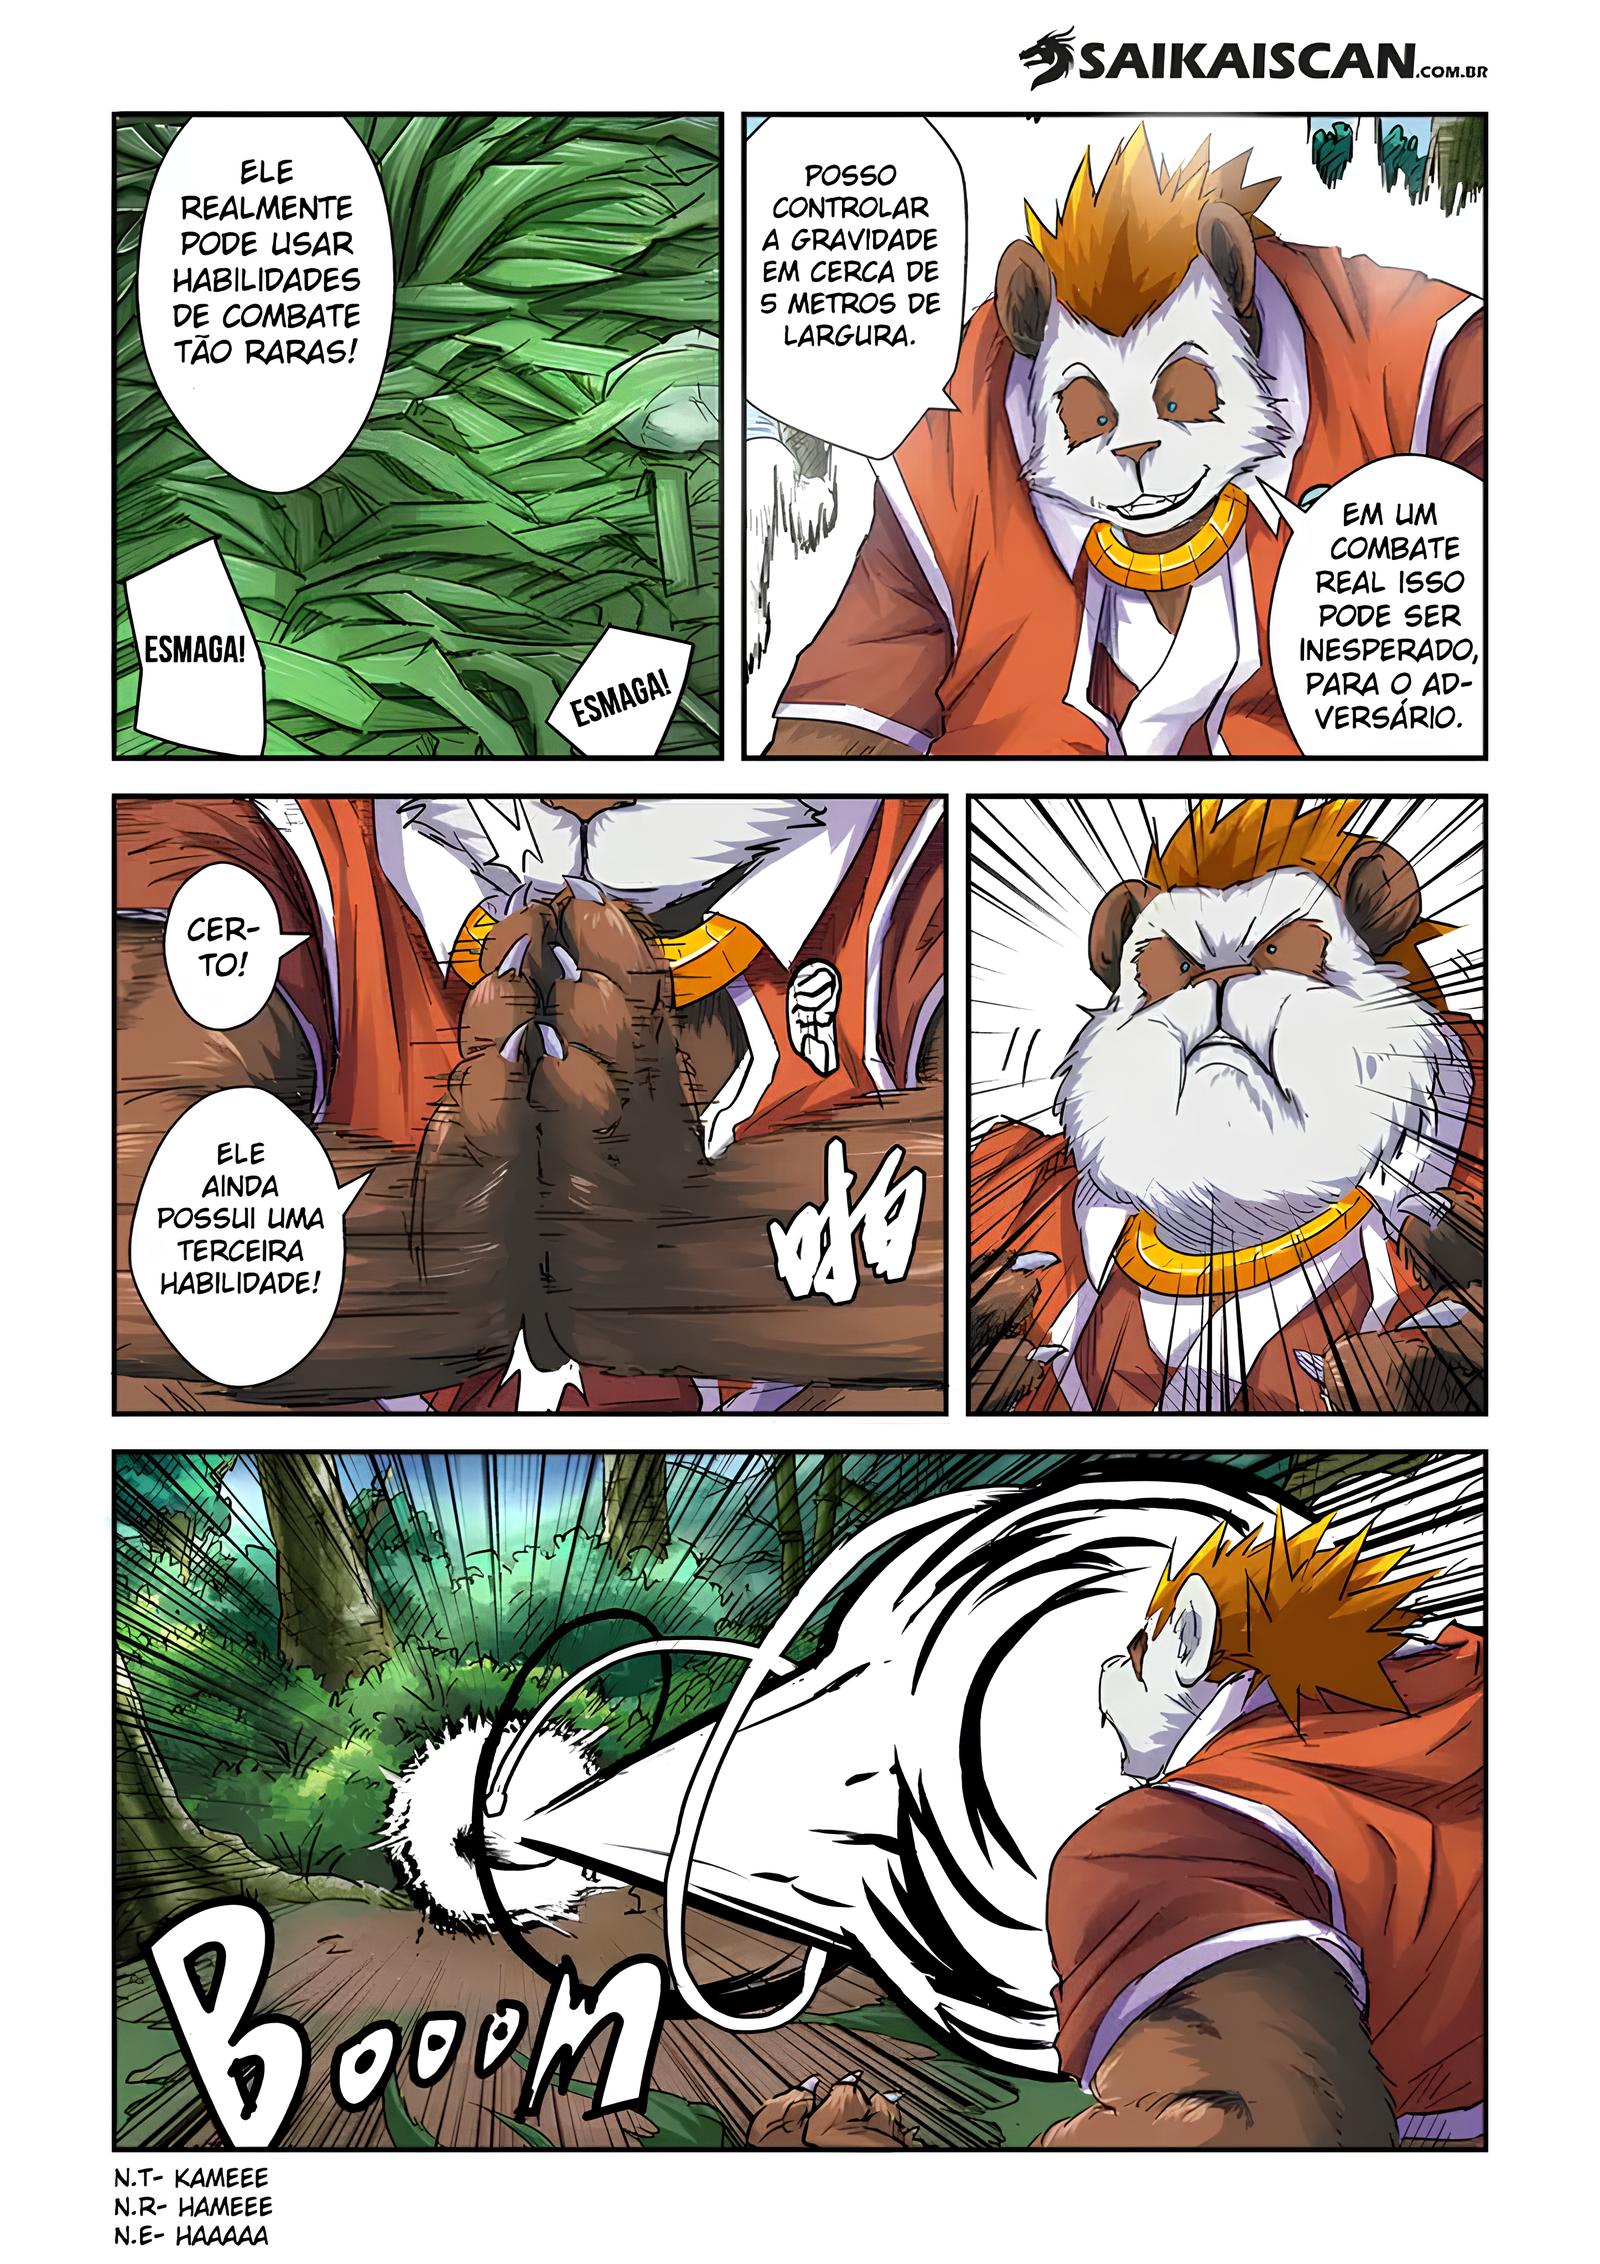 SAIKAISCAN.COM.BR
ELE
REALMENTE
PODE USAR
HABILIDADES
DE COMBATE
TÃO RARAS!
ESMAGA!
ESMAGA!
POSSO
CONTROLAR
A GRAVIDADE
EM CERCA DE
5 METROS DE
LARGURA.
EM UM
COMBATE
REAL ISSO
PODE SER
INESPERADO,
PARA O AD-
VERSÁRIO.
CER-
TO!
ELE
AINDA
POSSUI UMA
TERCEIRA
HABILIDADE!
BOOOM
N.T- KAMEEE
N.R- HAMEEE
N.E- HAAAAA